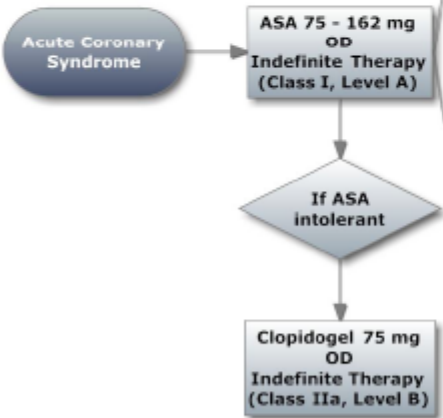 Acute Coronary
Syndrome
ASA 75 - 162 mg
OD
Indefinite Therapy
(Class I, Level A)
If ASA
intolerant
Clopidogel 75 mg
OD
Indefinite Therapy
(Class IIa, Level B)